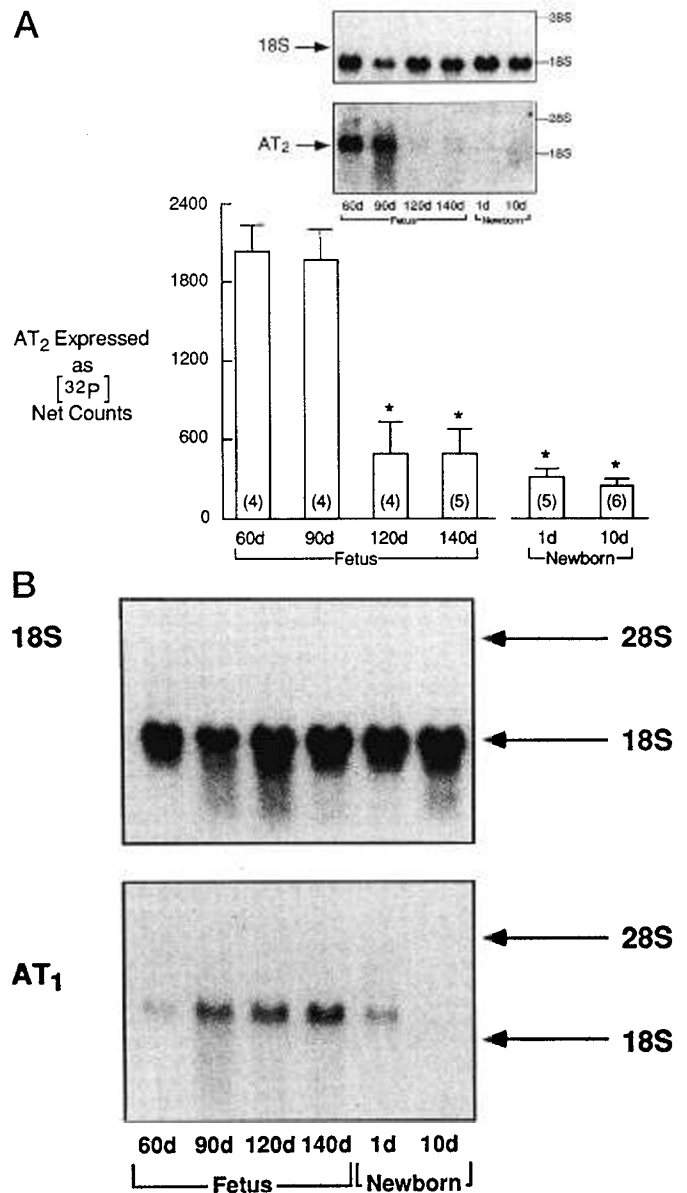 A
28S
18S
18S
28S
AT2
18S
60d 90d 120d 140d 1d 10d
Fetus Newborn
2400
1800
1200
600
0
AT2 Expressed
as
[32P]
Net Counts
* * * *
(4) (4) (4) (5) (5) (6)
60d 90d 120d 140d 1d 10d
Fetus Newborn
B
18S
28S
18S
AT1
28S
18S
60d 90d 120d 140d 1d 10d
Fetus Newborn